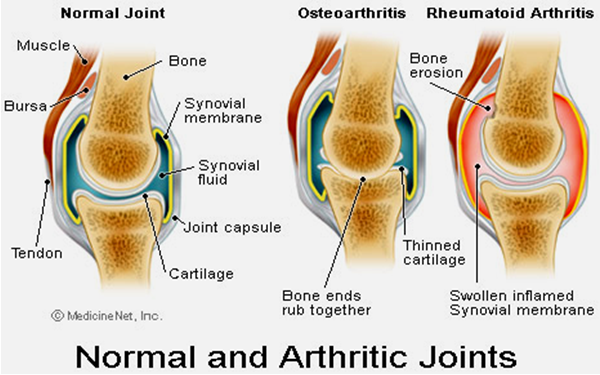 Normal Joint
Muscle
Bone
Bursa
Synovial
membrane
Synovial
fluid
Joint capsule
Tendon
Cartilage
© MedicineNet, Inc.
Osteoarthritis
Thinned
cartilage
Bone ends
rub together
Rheumatoid Arthritis
Bone
erosion
Swollen inflamed
Synovial membrane
Normal and Arthritic Joints